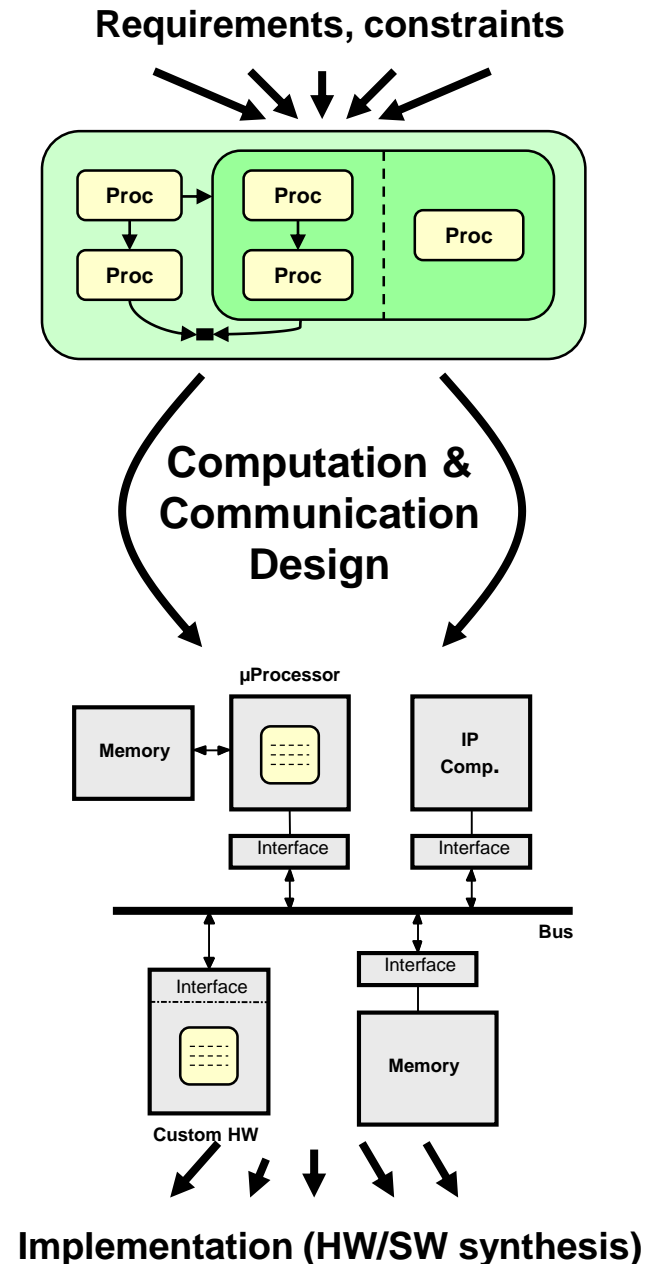 Requirements, constraints
Proc
Proc
Proc
Proc
Proc
Computation &
Communication
Design
µProcessor
Memory
IP
Comp.
Interface
Interface
Bus
Interface
Interface
Memory
Custom HW
Implementation (HW/SW synthesis)